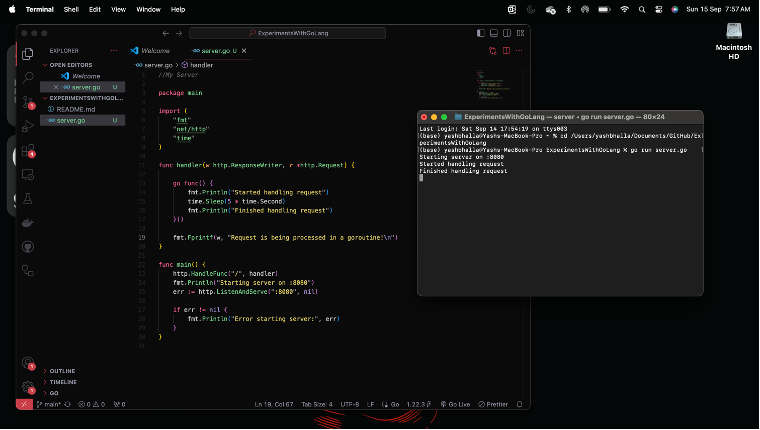 Terminal Shell Edit View Window Help
Sun 15 Sep 7:57 AM
Macintosh HD
ExperimentsWithGoLang
EXPLORER
Welcome
server.go U
OPEN EDITORS
Welcome
server.go U
EXPERIMENTSWITHGOL...
README.md
server.go U
OUTLINE
TIMELINE
GO
server.go > handler
//My Server
package main
import (
"fmt"
"net/http"
"time"
)
func handler(w http.ResponseWriter, r *http.Request) {
go func() {
fmt.Println("Started handling request")
time.Sleep(5 * time.Second)
fmt.Println("Finished handling request")
}()
19 fmt.Fprintf(w, "Request is being processed in a goroutine!\n")
}
func main() {
http.HandleFunc("/", handler)
fmt.Println("Starting server on :8080")
err := http.ListenAndServe(":8080", nil)
if err != nil {
fmt.Println("Error starting server:", err)
}
}
ExperimentsWithGoLang — server • go run server.go — 80×24
Last login: Sat Sep 14 17:54:19 on ttys003
(base) yashbhalla@Yashs-MacBook-Pro ~ % cd /Users/yashbhalla/Documents/GitHub/Ex
perimentsWithGoLang
(base) yashbhalla@Yashs-MacBook-Pro ExperimentsWithGoLang % go run server.go
Starting server on :8080
Started handling request
Finished handling request
main* 0 0 0 Ln 19, Col 67 Tab Size: 4 UTF-8 LF Go 1.22.3 Go Live Prettier